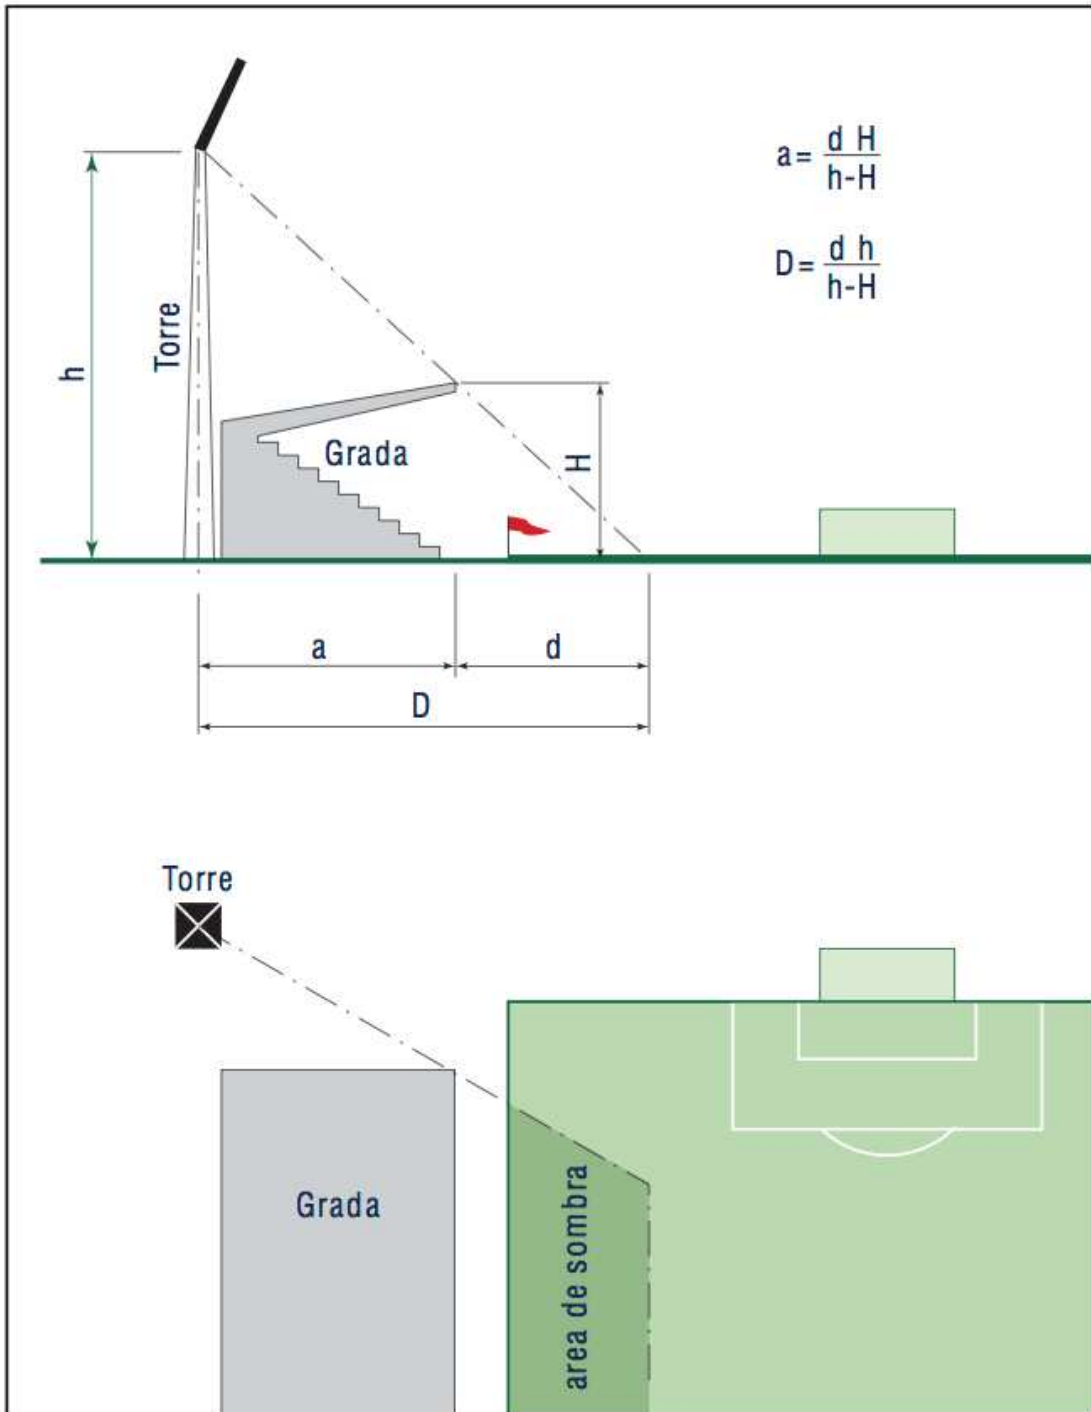 a= d H
h-H
D= d h
h-H
Torre
h
Grada
H
a
d
D
Torre
Grada
area de sombra